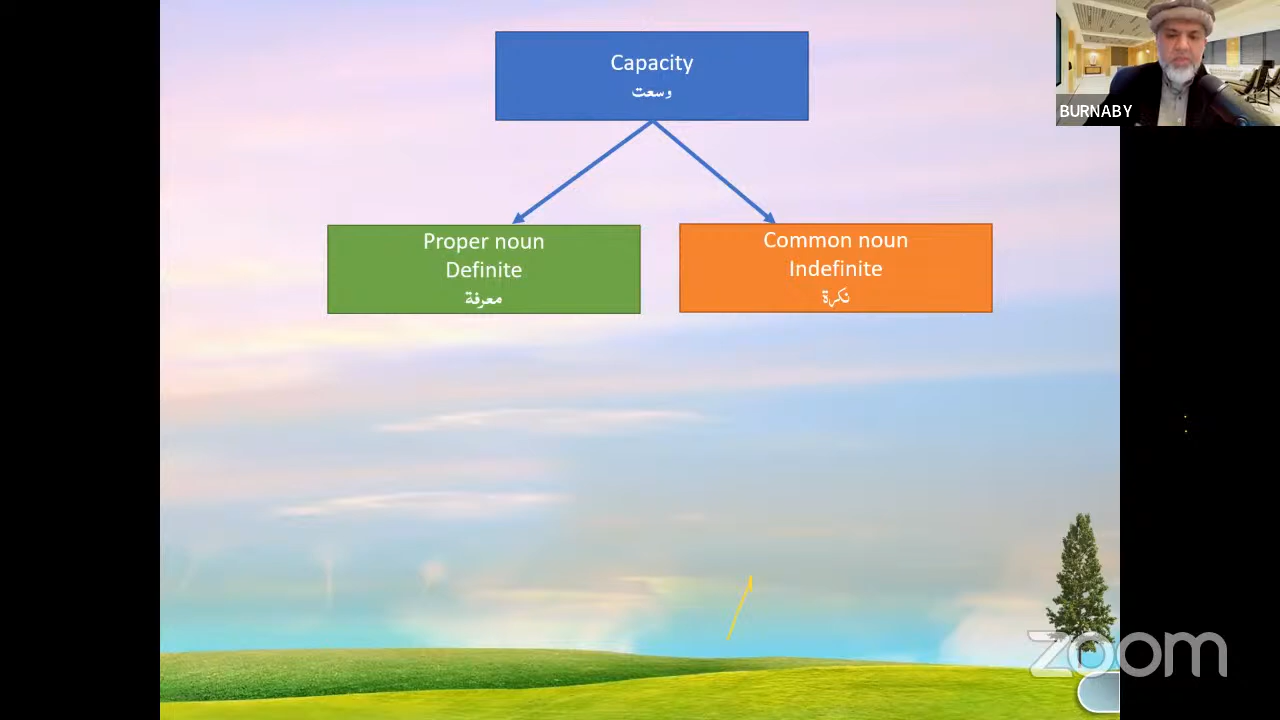 Capacity
وسعت
BURNABY
Proper noun
Definite
معرفة
Common noun
Indefinite
نكرة
zoom